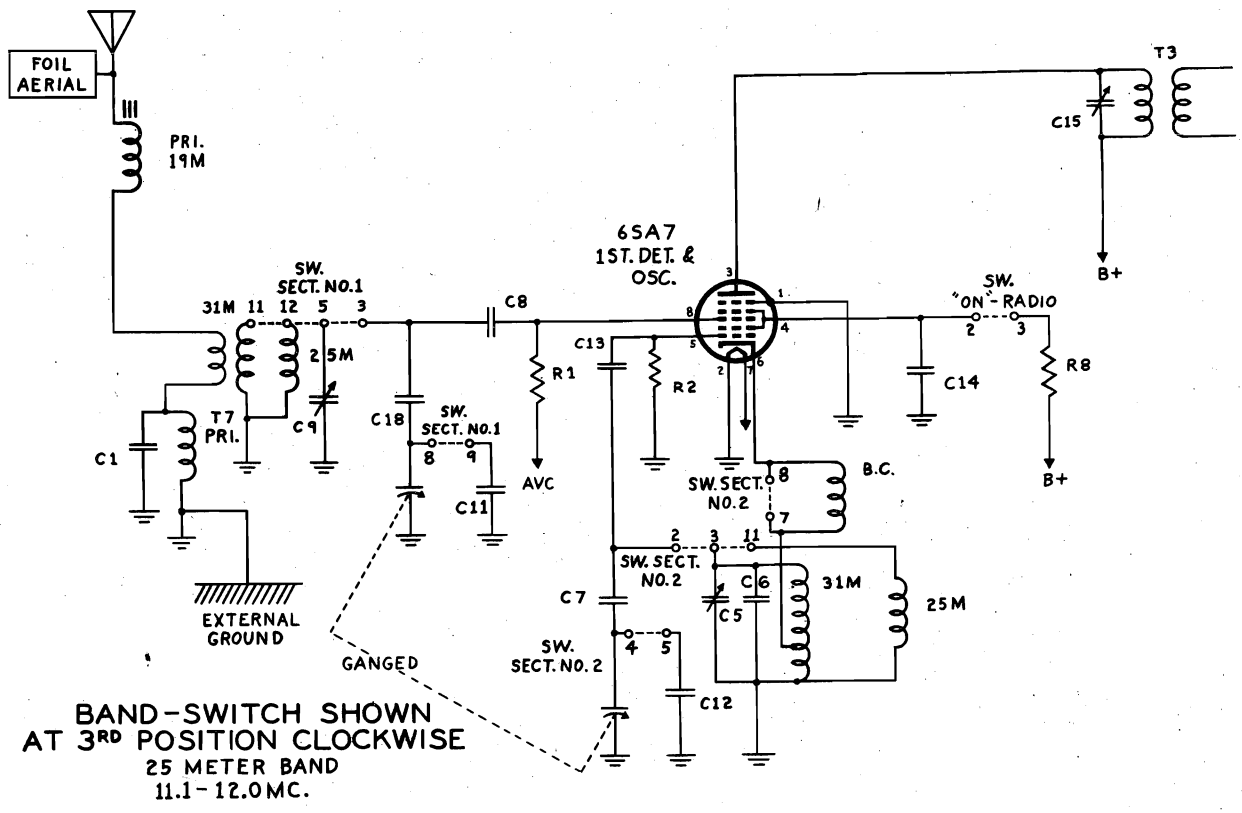 FOIL
AERIAL
PRI.
19M
T3
C15
B+
6SA7
1ST. DET. &
OSC.
3
1
8
4
5
6
2
7
SW.
"ON"-RADIO
2
3
R8
B+
C14
SW.
SECT. NO.1
31M
11
12
5
3
25M
C8
C13
R1
R2
AVC
T7
PRI.
C9
C18
C1
SW.
SECT. NO.1
8
9
C11
SW. SECT.
NO.2
8
7
B.C.
2
3
11
SW. SECT.
NO.2
C7
C5
C6
31M
25M
EXTERNAL
GROUND
GANGED
SW.
SECT. NO. 2
4
5
C12
BAND-SWITCH SHOWN
AT 3RD POSITION CLOCKWISE
25 METER BAND
11.1-12.0MC.